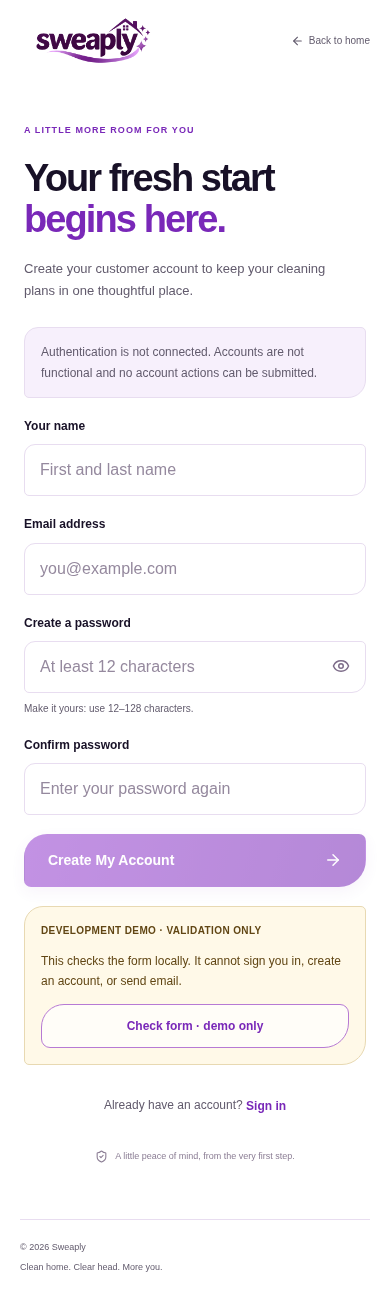 sweaply
Back to home
A LITTLE MORE ROOM FOR YOU
Your fresh start
begins here.
Create your customer account to keep your cleaning
plans in one thoughtful place.
Authentication is not connected. Accounts are not
functional and no account actions can be submitted.
Your name
First and last name
Email address
you@example.com
Create a password
At least 12 characters
Make it yours: use 12–128 characters.
Confirm password
Enter your password again
Create My Account
DEVELOPMENT DEMO · VALIDATION ONLY
This checks the form locally. It cannot sign you in, create
an account, or send email.
Check form · demo only
Already have an account? Sign in
A little peace of mind, from the very first step.
© 2026 Sweaply
Clean home. Clear head. More you.